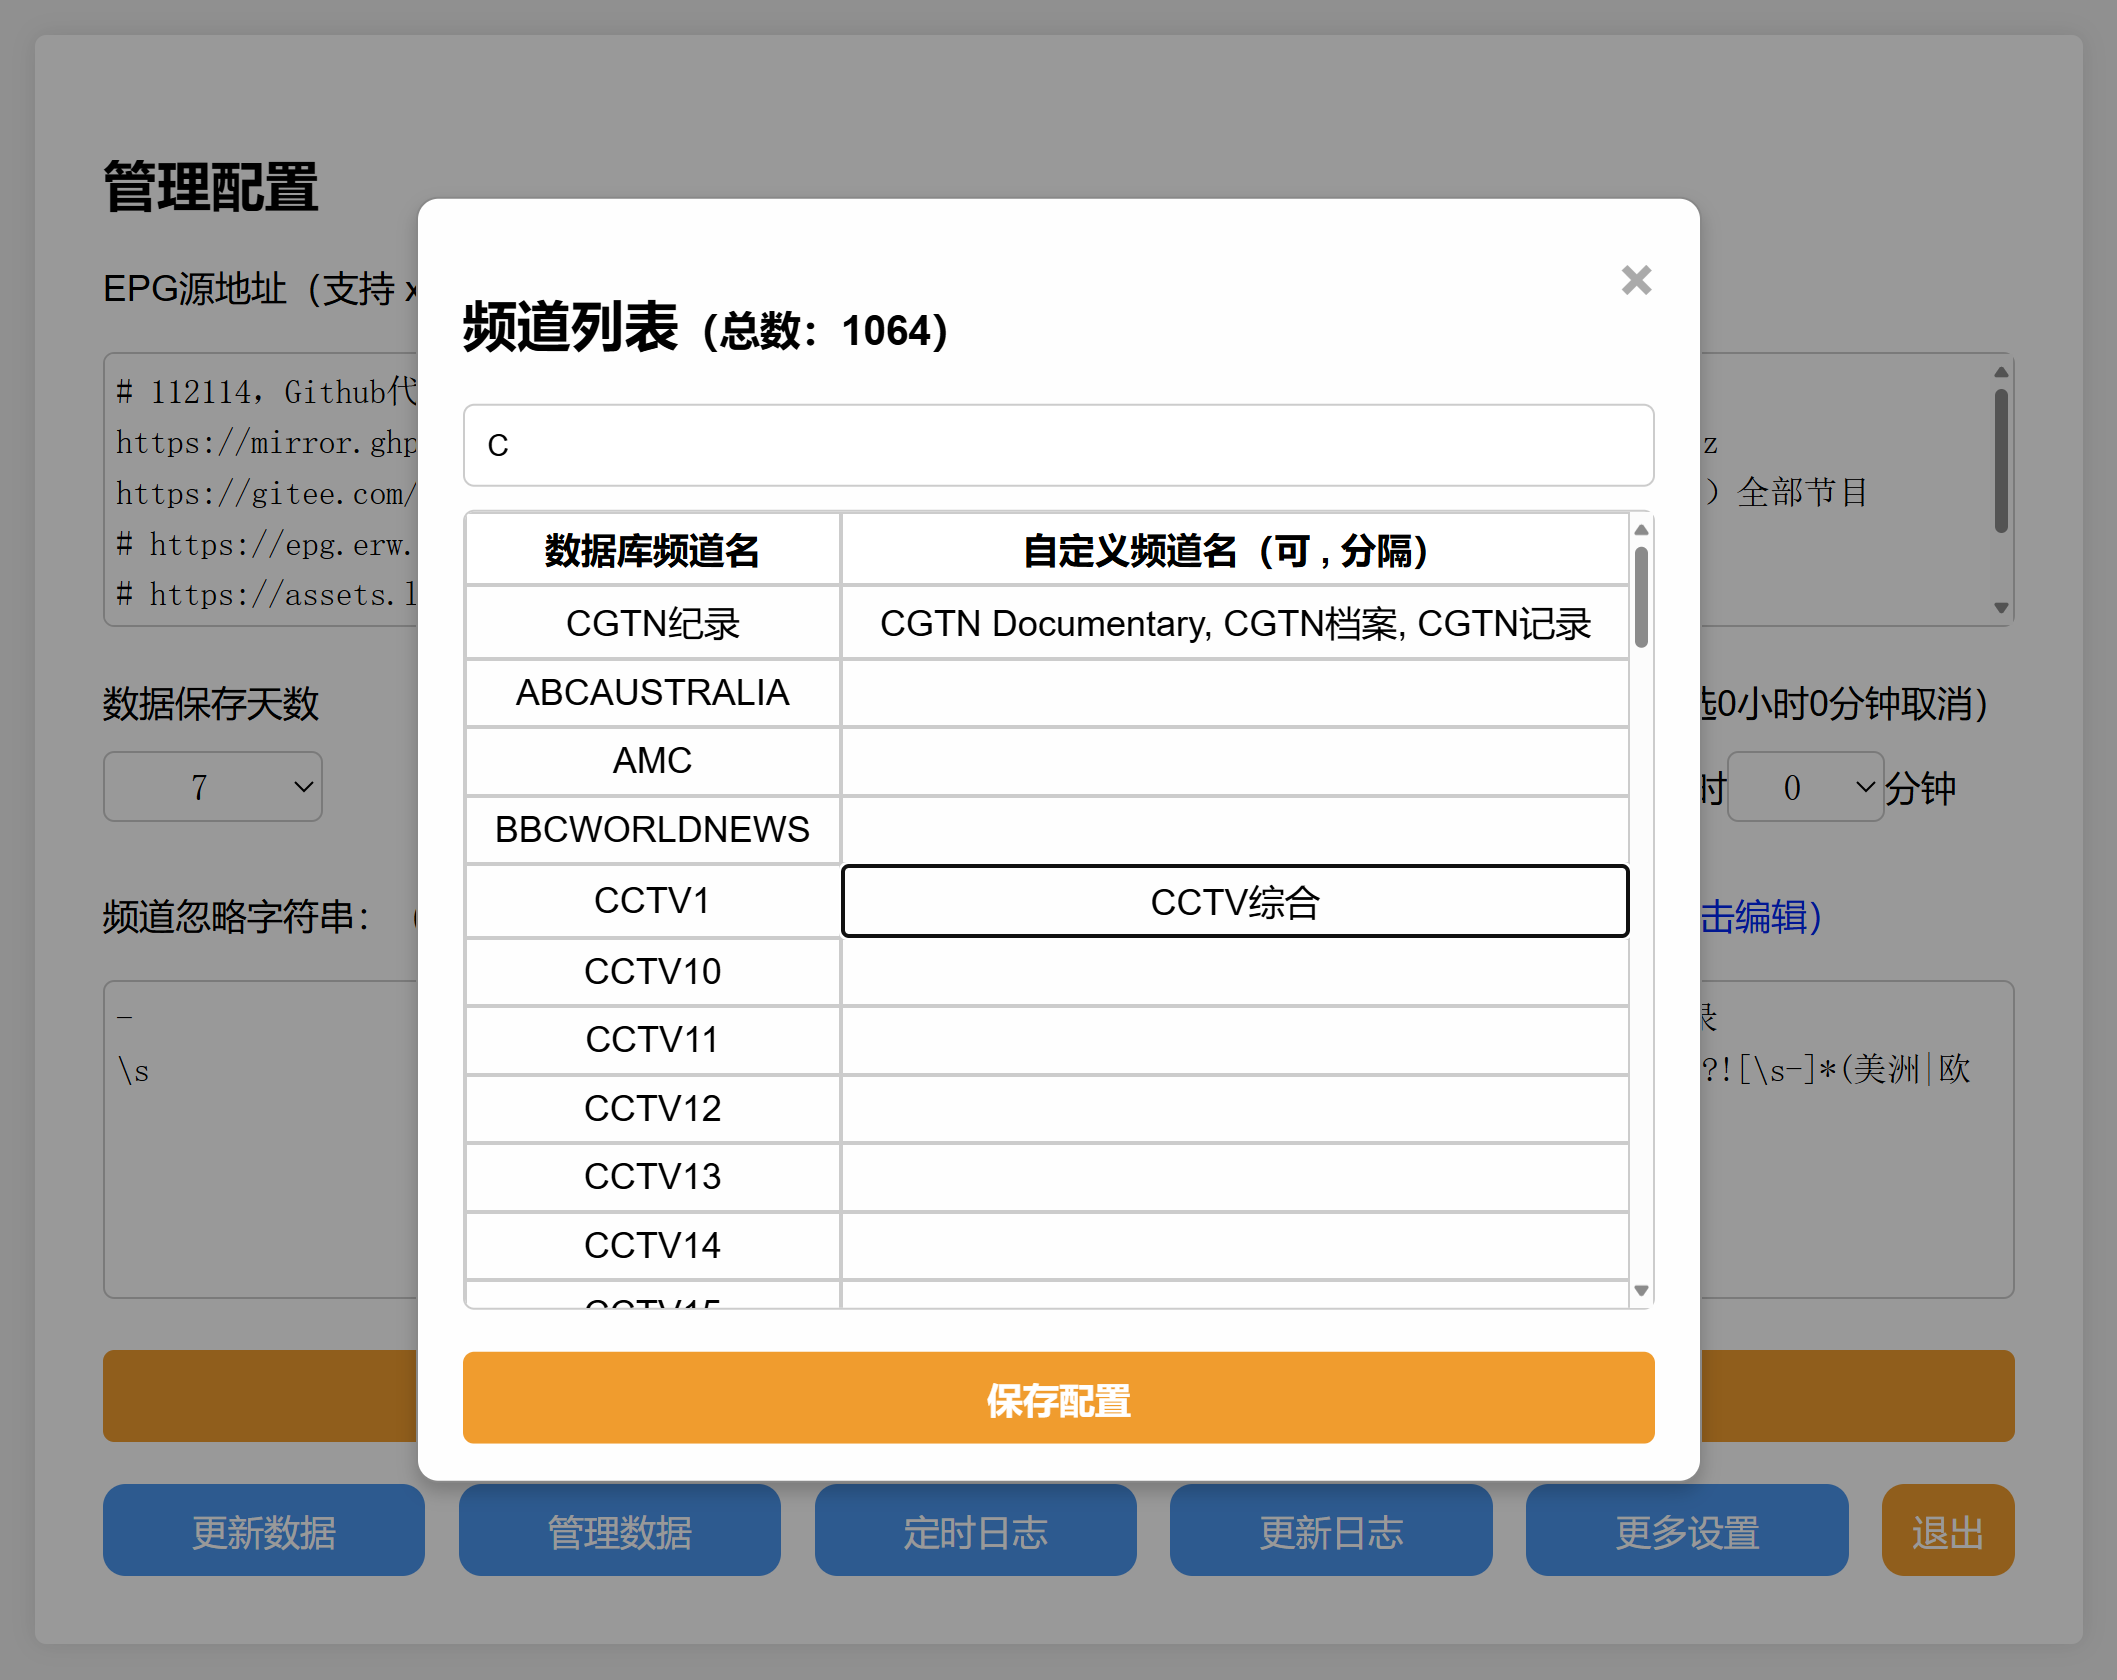 管理配置
EPG源地址（支持 x
# 112114，Github代
https://mirror.ghp
https://gitee.com/
# https://epg.erw.
# https://assets.l
z
）全部节目
数据保存天数
7
选0小时0分钟取消）
时 0 分钟
频道忽略字符串：（
击编辑）
-
\s
录
?![\s-]*(美洲|欧
频道列表（总数：1064）
C
数据库频道名 自定义频道名（可 , 分隔）
CGTN纪录 CGTN Documentary, CGTN档案, CGTN记录
ABCAUSTRALIA
AMC
BBCWORLDNEWS
CCTV1 CCTV综合
CCTV10
CCTV11
CCTV12
CCTV13
CCTV14
CCTV15
保存配置
更新数据 管理数据 定时日志 更新日志 更多设置 退出